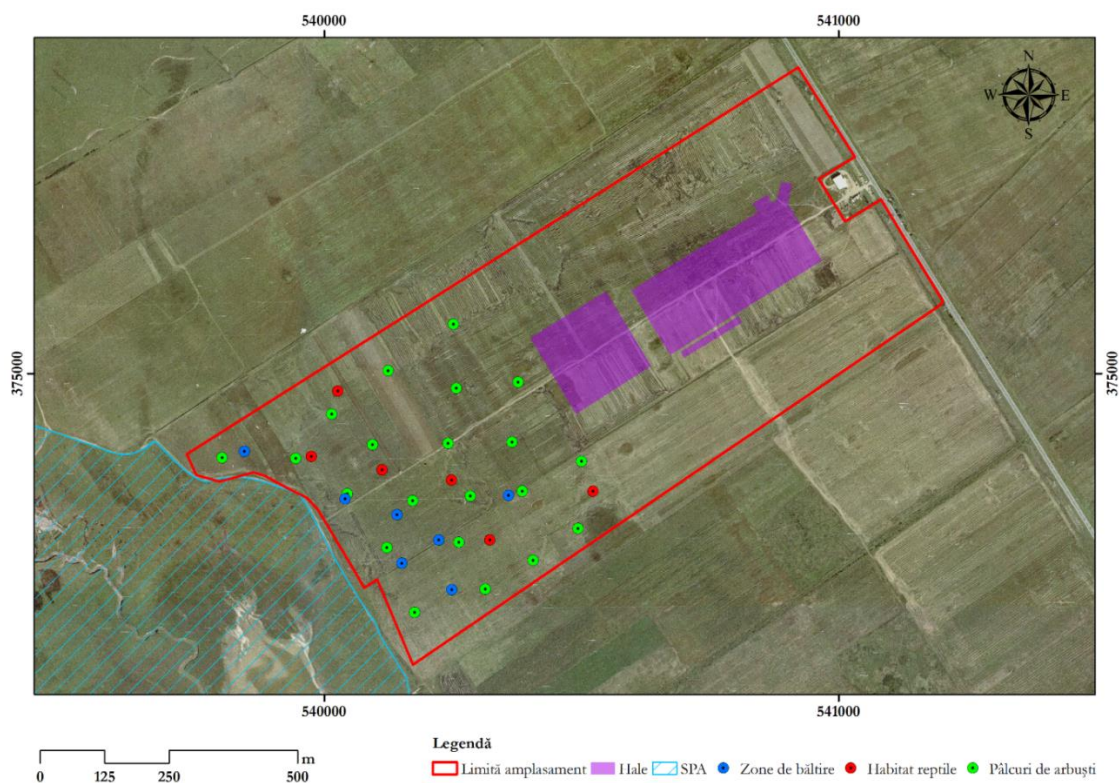 540000 541000
N
W E
S
375000 375000
540000 541000
Legendă
Limită amplasament Hale SPA Zone de băltire Habitat reptile Pâlcuri de arbuști
m
0 125 250 500